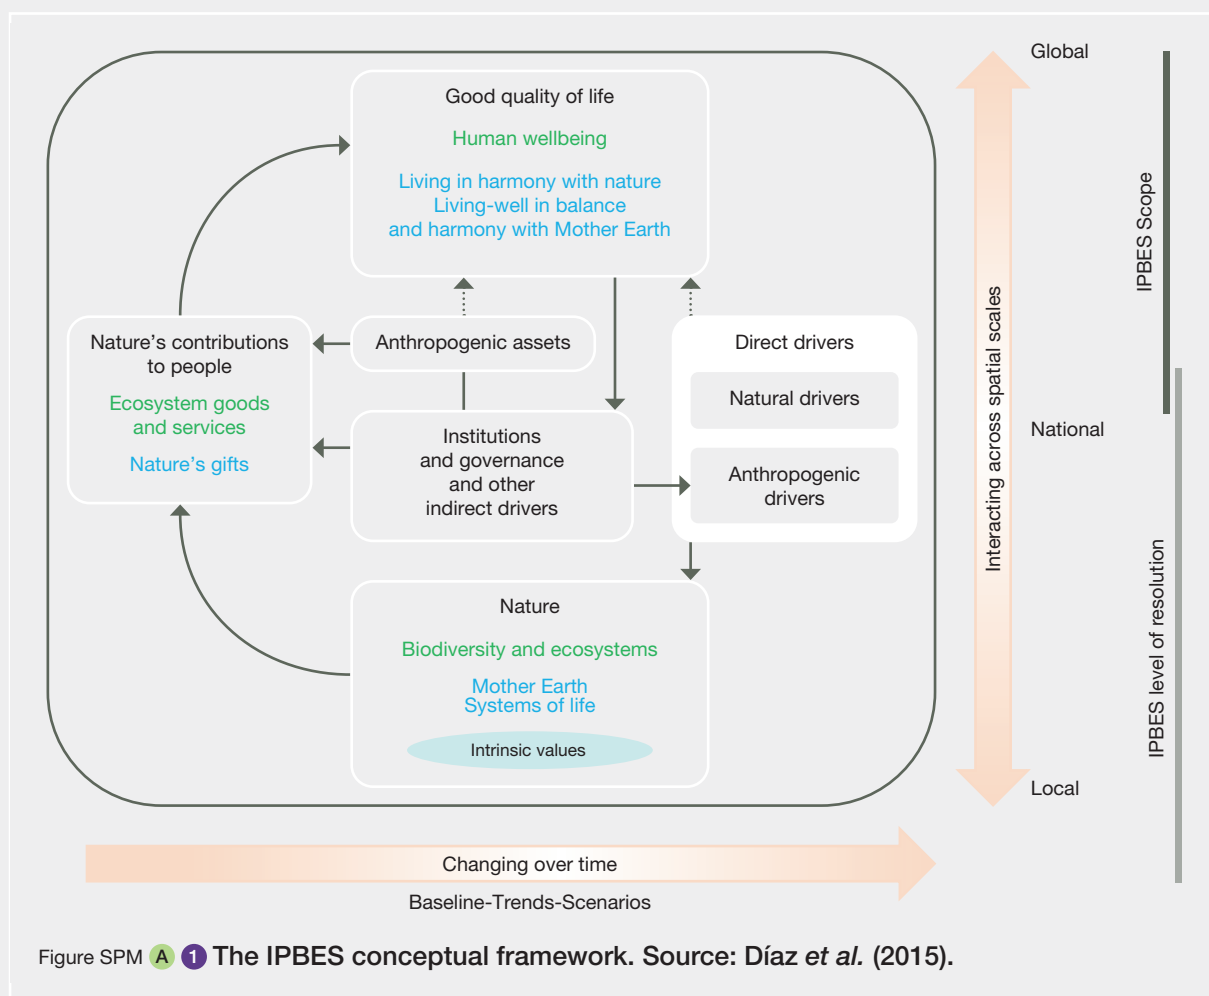 Good quality of life
Human wellbeing
Living in harmony with nature
Living-well in balance
and harmony with Mother Earth
Nature’s contributions
to people
Ecosystem goods
and services
Nature’s gifts
Anthropogenic assets
Institutions
and governance
and other
indirect drivers
Direct drivers
Natural drivers
Anthropogenic
drivers
Nature
Biodiversity and ecosystems
Mother Earth
Systems of life
Intrinsic values
Global
National
Local
Interacting across spatial scales
IPBES Scope
IPBES level of resolution
Changing over time
Baseline-Trends-Scenarios
Figure SPM A 1 The IPBES conceptual framework. Source: Díaz et al. (2015).